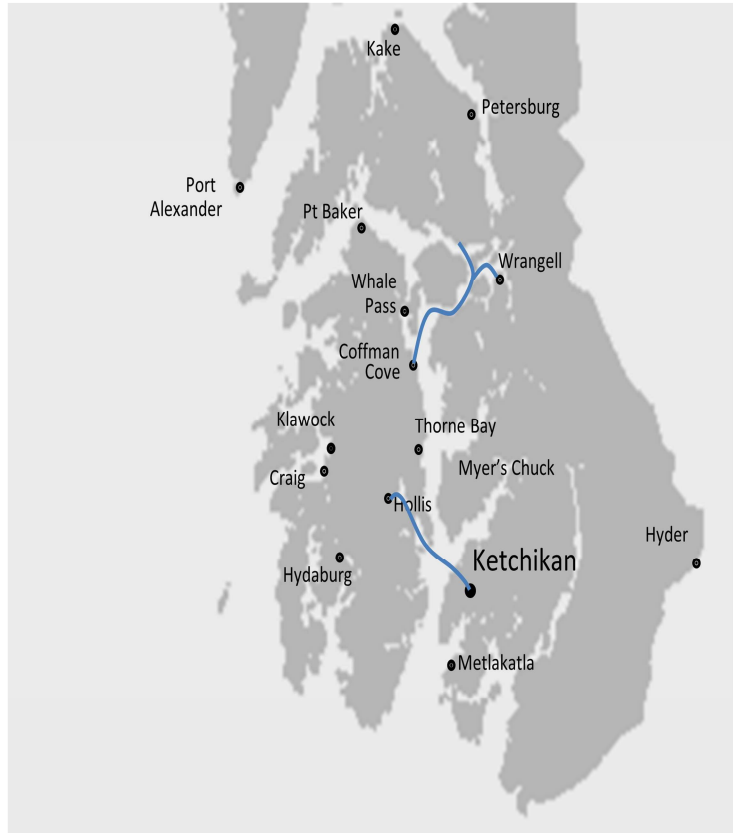 Kake
Petersburg
Port
Alexander
Pt Baker
Wrangell
Whale
Pass
Coffman
Cove
Klawock
Thorne Bay
Craig
Myer's Chuck
Hollis
Hyder
Ketchikan
Hydaburg
Metlakatla